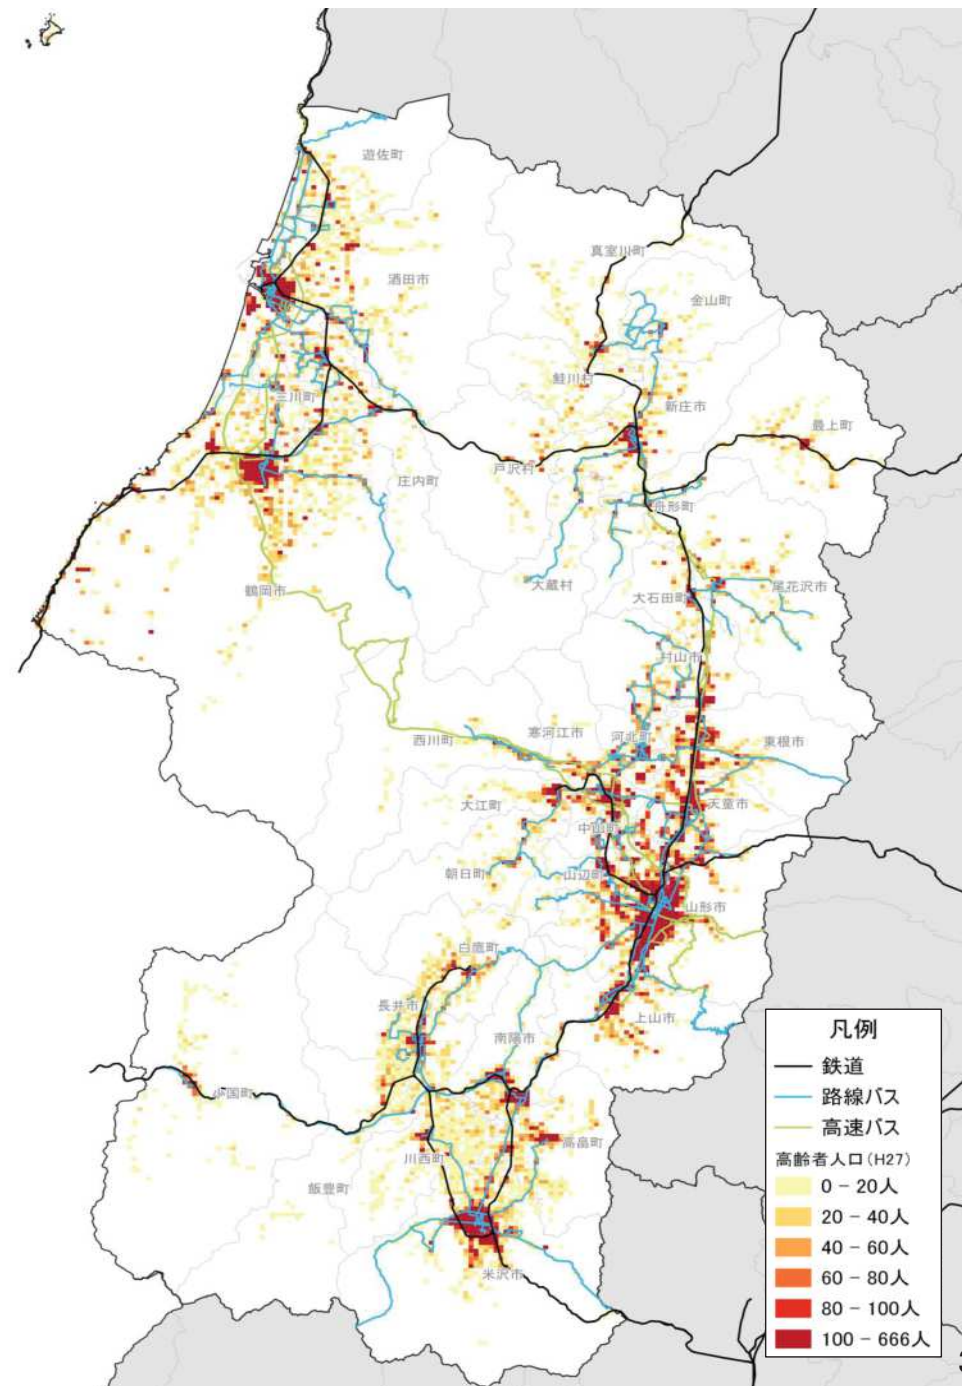 遊佐町
真室川町
酒田市
金山町
鮭川村
三川町
新庄市
最上町
戸沢村
庄内町
舟形町
大蔵村
尾花沢市
鶴岡市
大石田町
村山市
寒河江市
河北町
西川町
東根市
大江町
天童市
中山町
朝日町
山辺町
山形市
白鷹町
長井市
上山市
南陽市
小国町
高畠町
川西町
飯豊町
米沢市
凡例
鉄道
路線バス
高速バス
高齢者人口(H27)
0 - 20人
20 - 40人
40 - 60人
60 - 80人
80 - 100人
100 - 666人